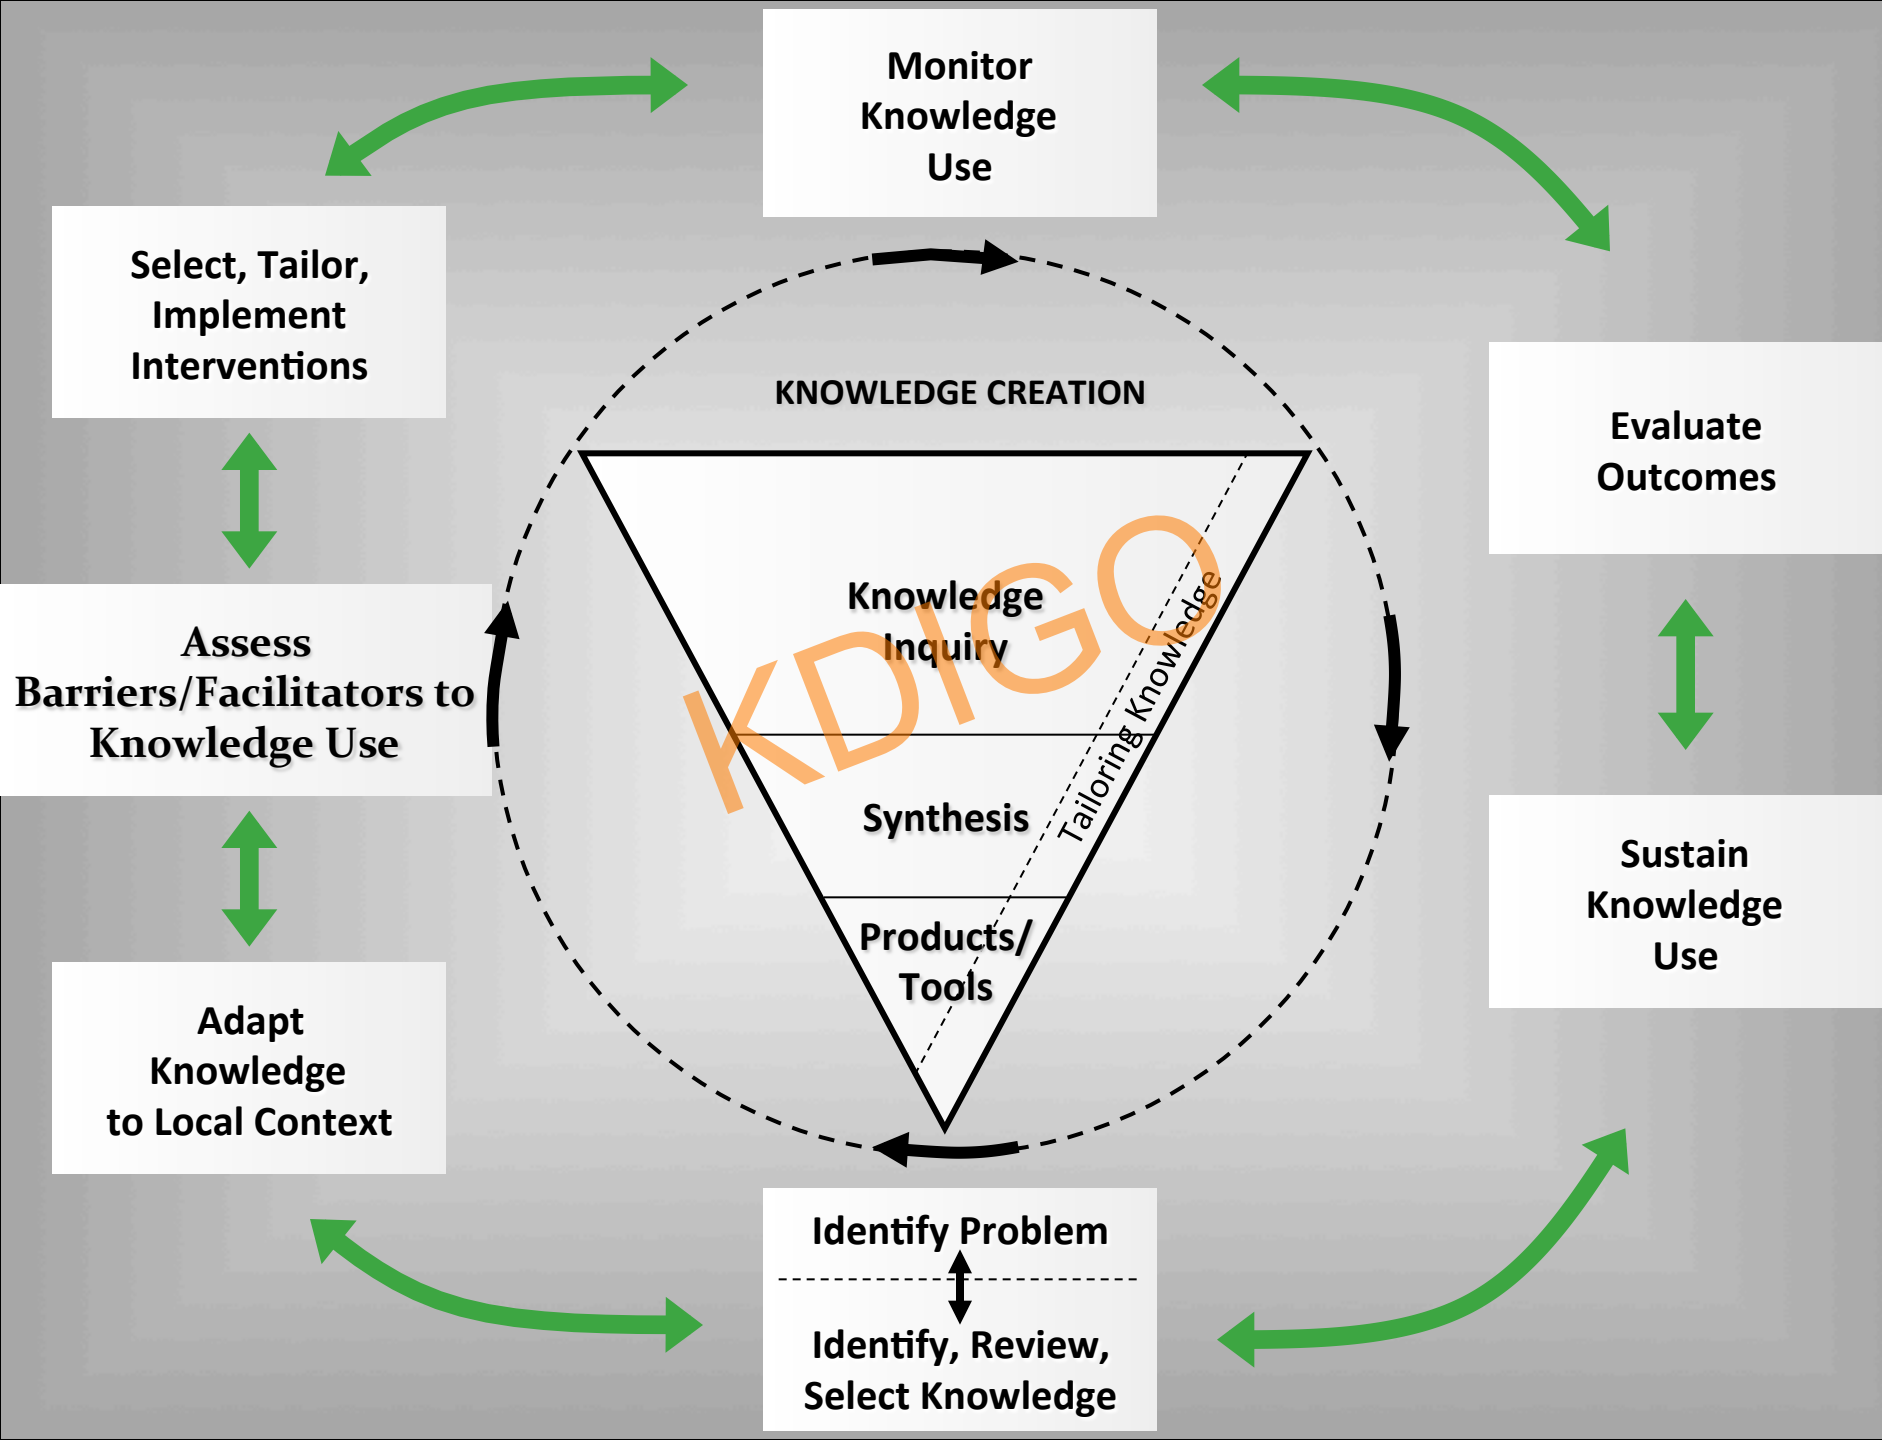 Monitor
Knowledge
Use
Select, Tailor,
Implement
Interventions
KNOWLEDGE CREATION
Evaluate
Outcomes
Knowledge
Inquiry
Tailoring Knowledge
KDIGO
Assess
Barriers/Facilitators to
Knowledge Use
Synthesis
Sustain
Knowledge
Use
Products/
Tools
Adapt
Knowledge
to Local Context
Identify Problem
Identify, Review,
Select Knowledge